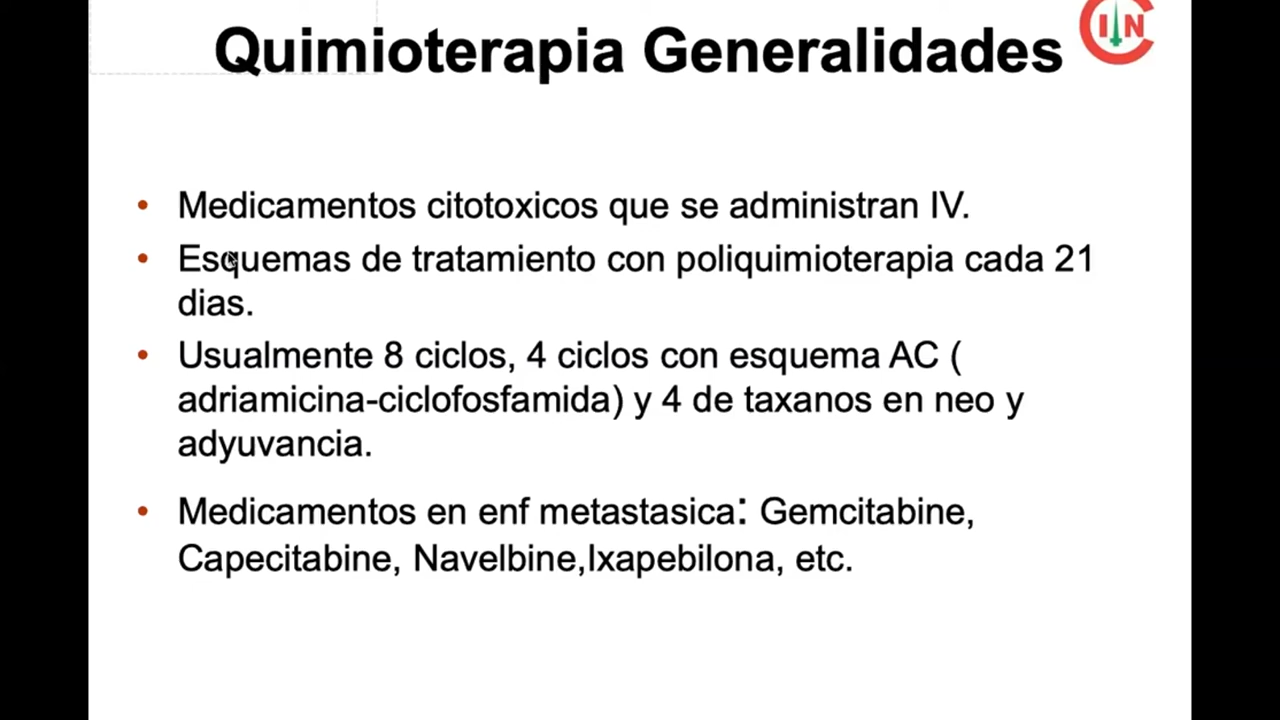 Quimioterapia Generalidades
IN
• Medicamentos citotoxicos que se administran IV.
• Esquemas de tratamiento con poliquimioterapia cada 21
dias.
• Usualmente 8 ciclos, 4 ciclos con esquema AC (
adriamicina-ciclofosfamida) y 4 de taxanos en neo y
adyuvancia.
• Medicamentos en enf metastasica: Gemcitabine,
Capecitabine, Navelbine,Ixapebilona, etc.